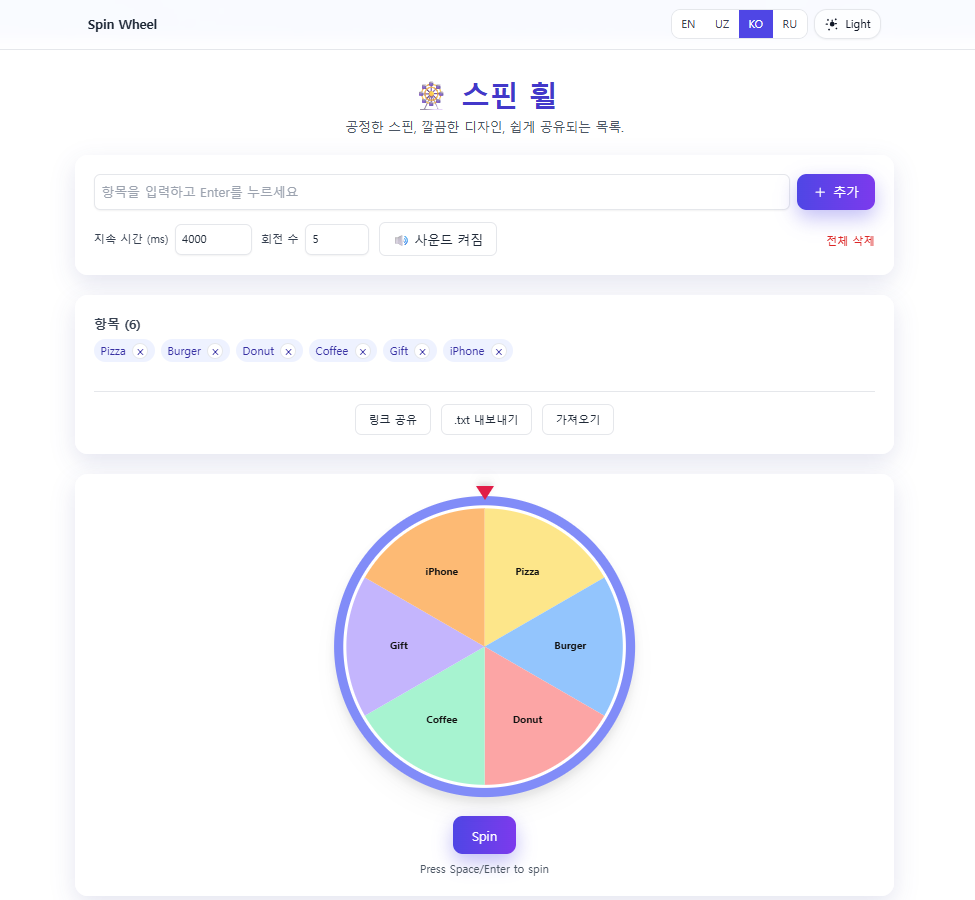 Spin Wheel
EN UZ KO RU Light
스핀 휠
공정한 스핀, 깔끔한 디자인, 쉽게 공유되는 목록.
항목을 입력하고 Enter를 누르세요
+ 추가
지속 시간 (ms) 4000 회전 수 5 사운드 켜짐 전체 삭제
항목 (6)
Pizza × Burger × Donut × Coffee × Gift × iPhone ×
링크 공유 .txt 내보내기 가져오기
iPhone Pizza
Gift Burger
Coffee Donut
Spin
Press Space/Enter to spin